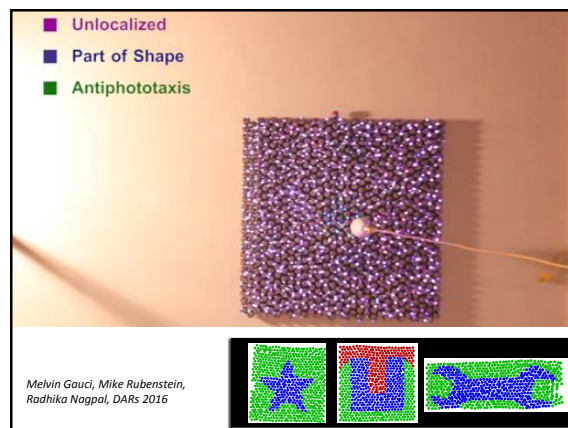 Unlocalized
Part of Shape
Antiphototaxis
Melvin Gauci, Mike Rubenstein,
Radhika Nagpal, DARs 2016